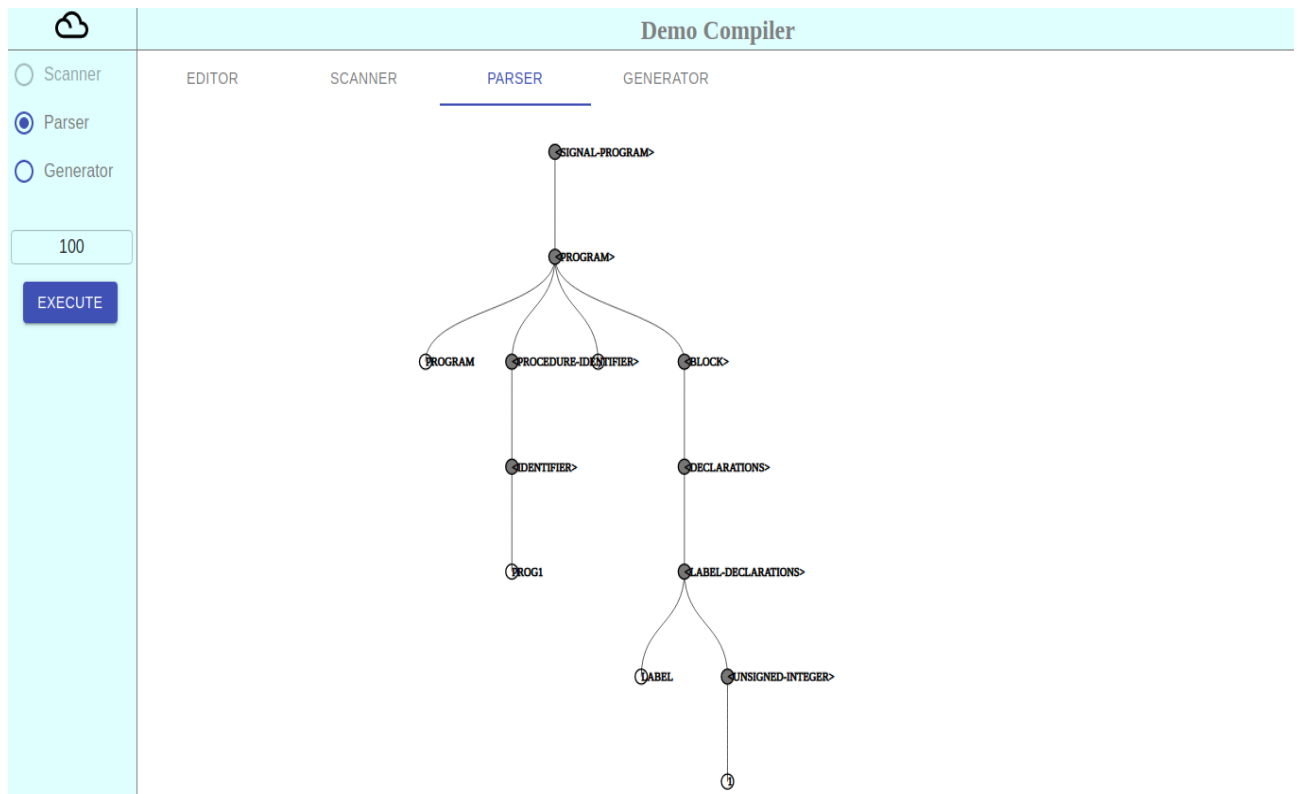 Demo Compiler
Scanner
Parser
Generator
100
EXECUTE
EDITOR SCANNER PARSER GENERATOR
<SIGNAL-PROGRAM>
<PROGRAM>
PROGRAM <PROCEDURE-IDENTIFIER> <BLOCK>
<IDENTIFIER> <DECLARATIONS>
PROG1 <LABEL-DECLARATIONS>
LABEL <UNSIGNED-INTEGER>
1